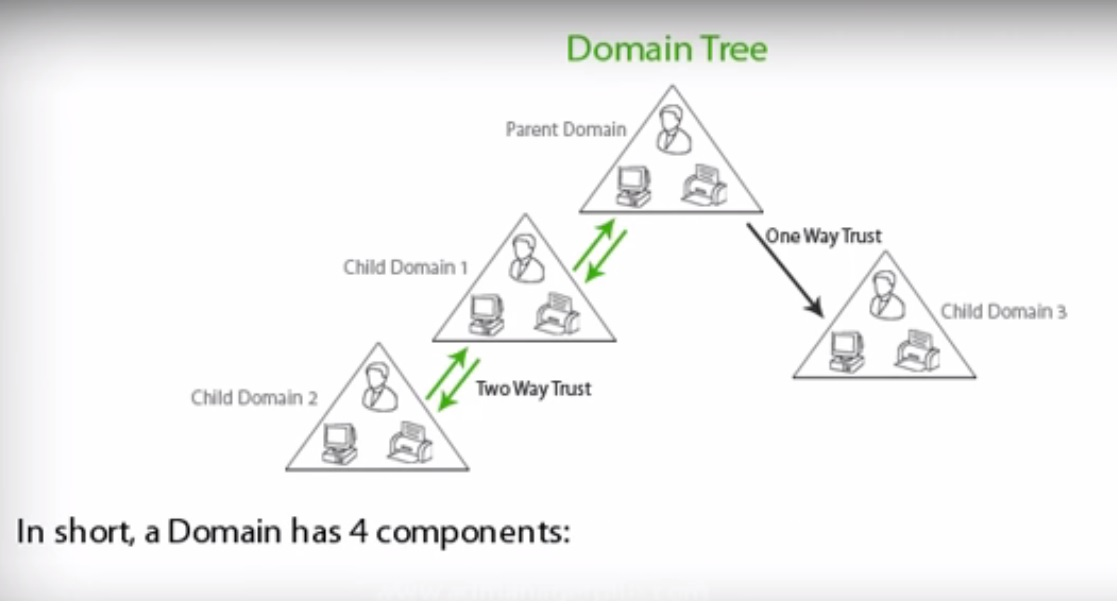 Domain Tree
Parent Domain
One Way Trust
Child Domain 1
Child Domain 3
Two Way Trust
Child Domain 2
In short, a Domain has 4 components: